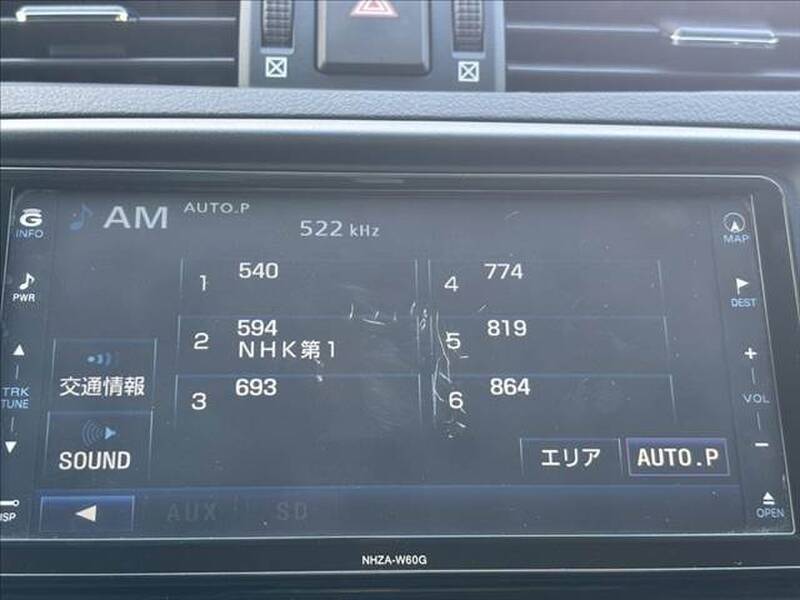 G
INFO
AM
AUTO.P
522 kHz
MAP
PWR
1 540
4 774
DEST
2 594
NHK第1
5 819
TRK
TUNE
交通情報
3 693
6 864
+
VOL
-
SOUND
エリア
AUTO.P
AUX
SD
OPEN
NHZA-W60G